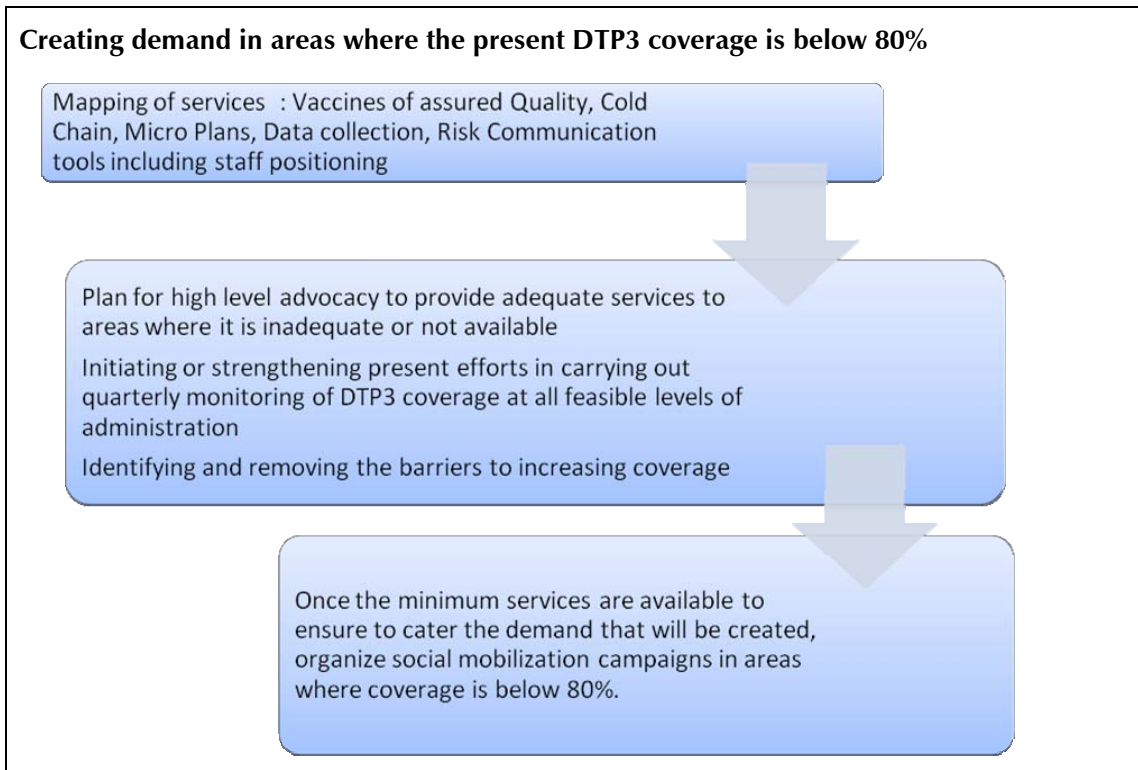 Creating demand in areas where the present DTP3 coverage is below 80%
Mapping of services : Vaccines of assured Quality, Cold
Chain, Micro Plans, Data collection, Risk Communication
tools including staff positioning
Plan for high level advocacy to provide adequate services to
areas where it is inadequate or not available
Initiating or strengthening present efforts in carrying out
quarterly monitoring of DTP3 coverage at all feasible levels of
administration
Identifying and removing the barriers to increasing coverage
Once the minimum services are available to
ensure to cater the demand that will be created,
organize social mobilization campaigns in areas
where coverage is below 80%.